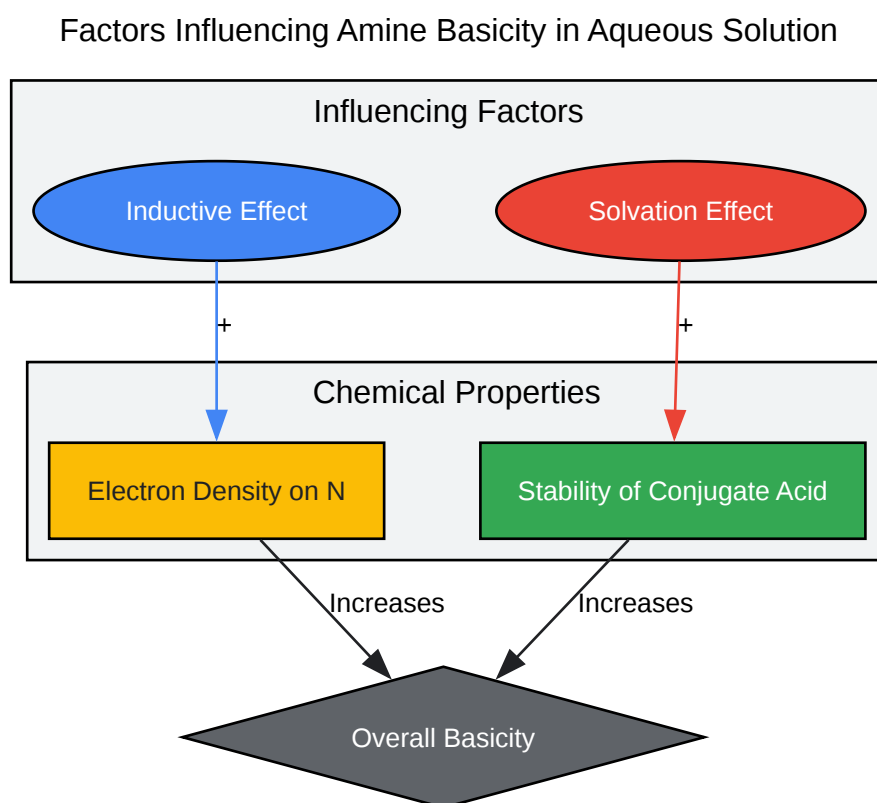 Factors Influencing Amine Basicity in Aqueous Solution
Influencing Factors
Inductive Effect
Solvation Effect
+
+
Chemical Properties
Electron Density on N
Stability of Conjugate Acid
Increases
Increases
Overall Basicity